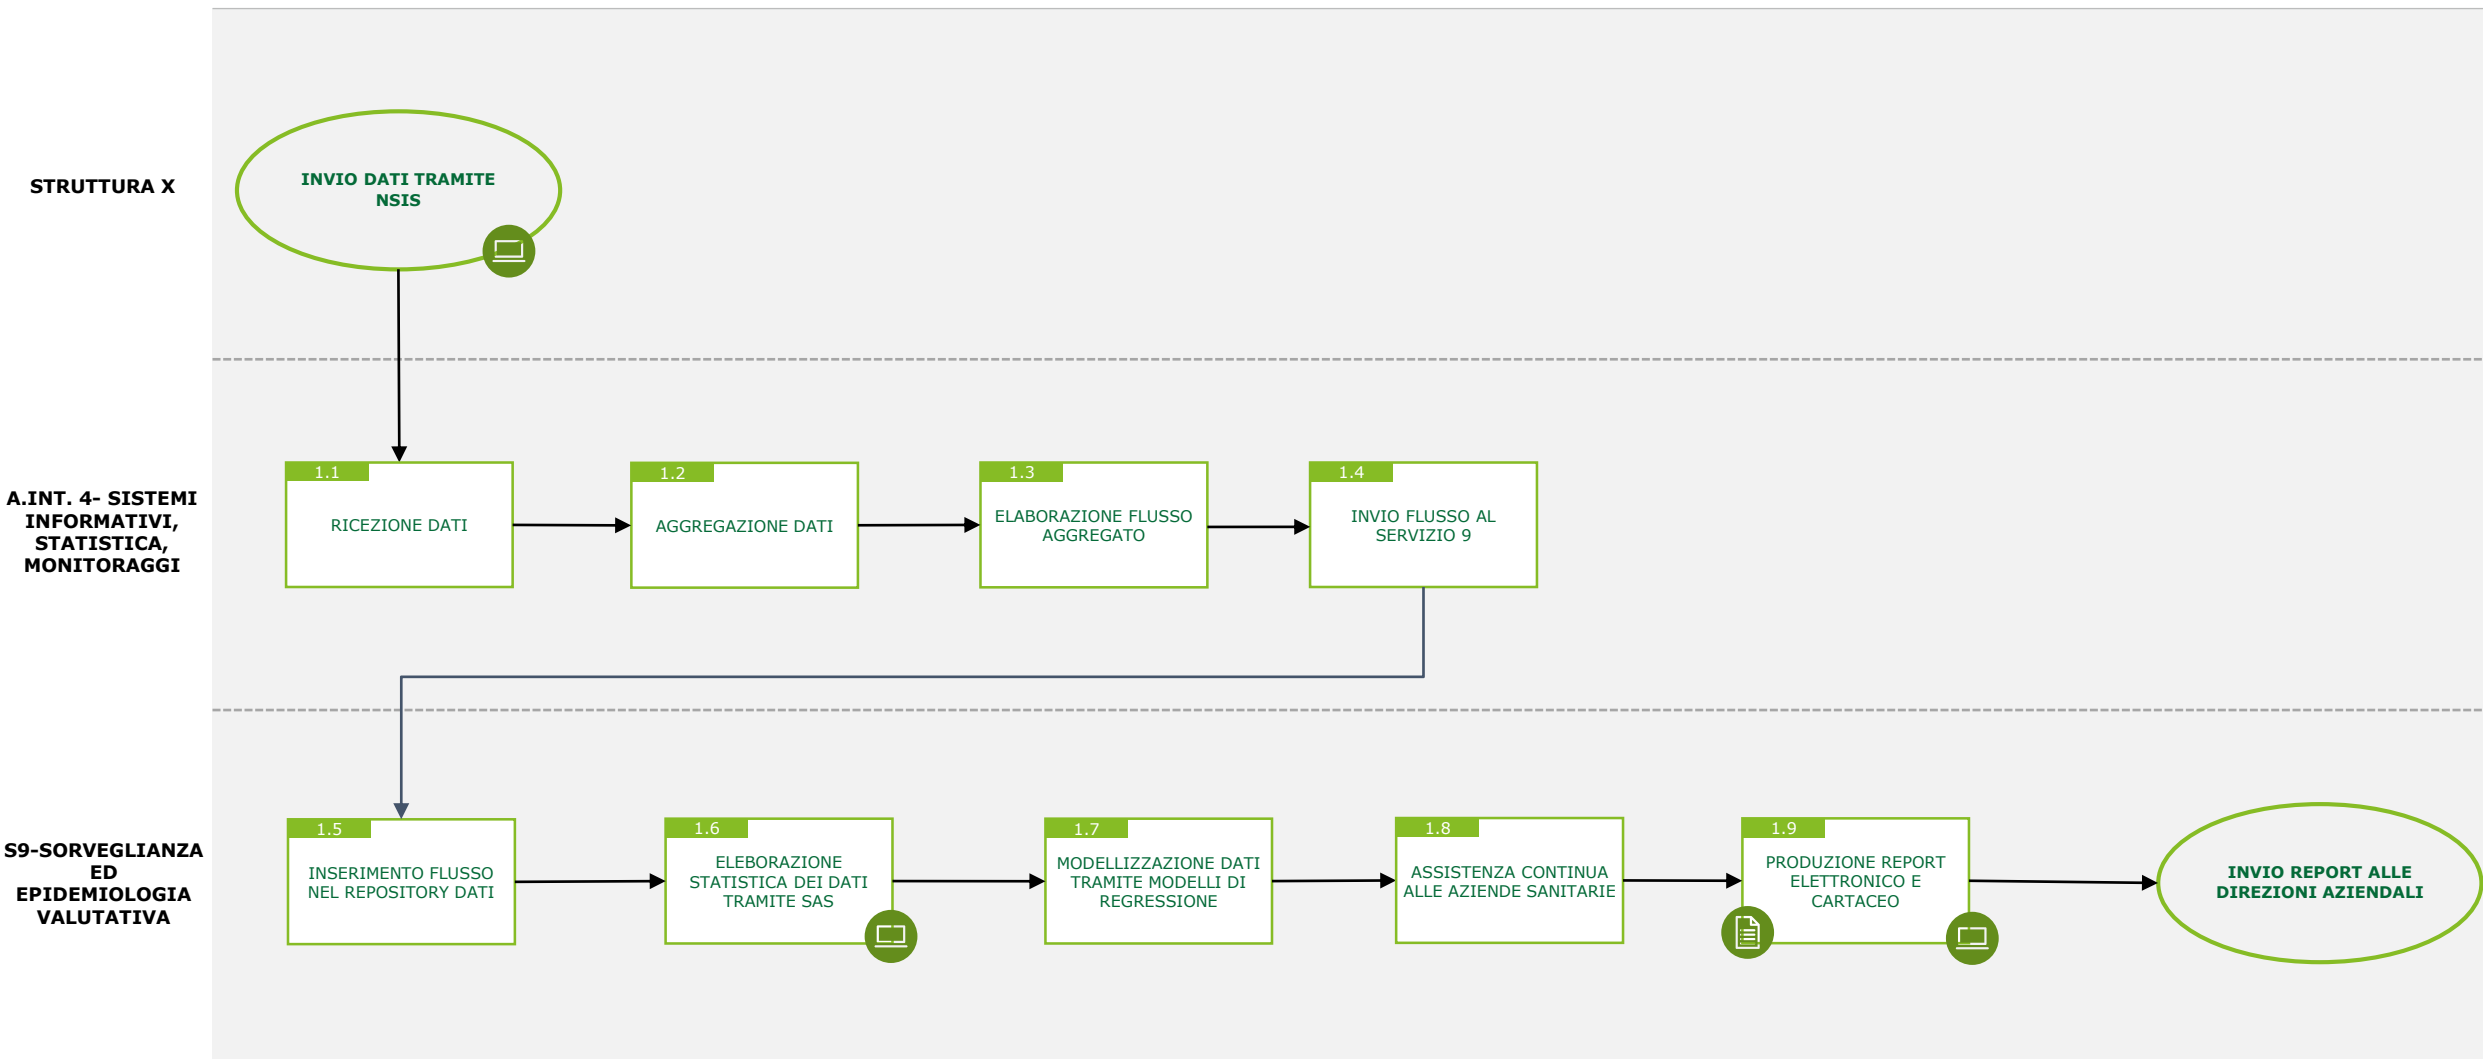 STRUTTURA X
INVIO DATI TRAMITE
NSIS
A.INT. 4- SISTEMI
INFORMATIVI,
STATISTICA,
MONITORAGGI
1.1
RICEZIONE DATI
1.2
AGGREGAZIONE DATI
1.3
ELABORAZIONE FLUSSO
AGGREGATO
1.4
INVIO FLUSSO AL
SERVIZIO 9
S9-SORVEGLIANZA
ED
EPIDEMIOLOGIA
VALUTATIVA
1.5
INSERIMENTO FLUSSO
NEL REPOSITORY DATI
1.6
ELEBORAZIONE
STATISTICA DEI DATI
TRAMITE SAS
1.7
MODELLIZZAZIONE DATI
TRAMITE MODELLI DI
REGRESSIONE
1.8
ASSISTENZA CONTINUA
ALLE AZIENDE SANITARIE
1.9
PRODUZIONE REPORT
ELETTRONICO E
CARTACEO
INVIO REPORT ALLE
DIREZIONI AZIENDALI